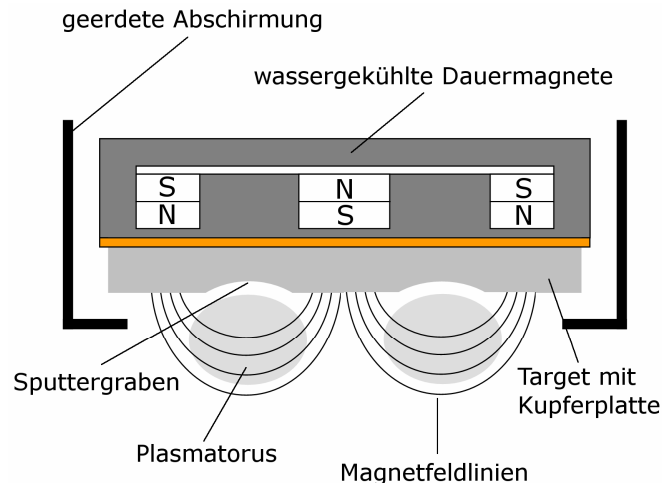 geerdete Abschirmung
wassergekühlte Dauermagnete
S N S
N S N
Sputtergraben
Target mit
Kupferplatte
Plasmatorus
Magnetfeldlinien